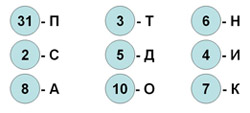 31 - П 3 - Т 6 - Н
2 - С 5 - Д 4 - И
8 - А 10 - О 7 - К